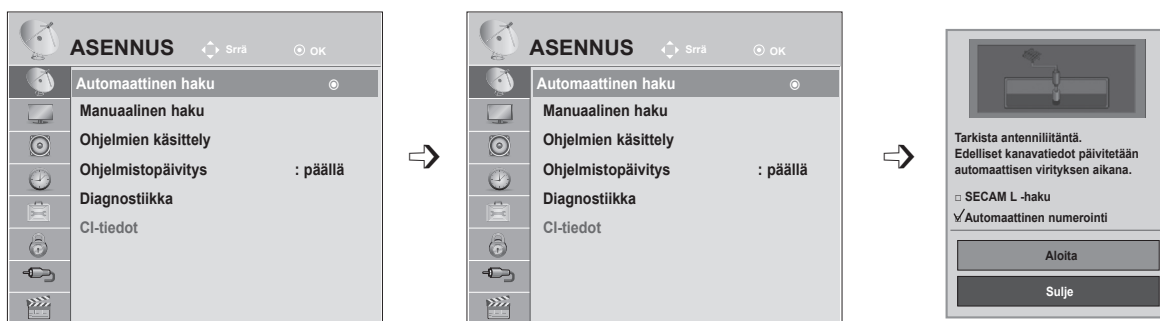 ASENNUS Srrä OK
Automaattinen haku
Manuaalinen haku
Ohjelmien käsittely
Ohjelmistopäivitys : päällä
Diagnostiikka
CI-tiedot
ASENNUS Srrä OK
Automaattinen haku
Manuaalinen haku
Ohjelmien käsittely
Ohjelmistopäivitys : päällä
Diagnostiikka
CI-tiedot
Tarkista antenniliitäntä.
Edelliset kanavatiedot päivitetään
automaattisen virityksen aikana.
SECAM L -haku
Automaattinen numerointi
Aloita
Sulje